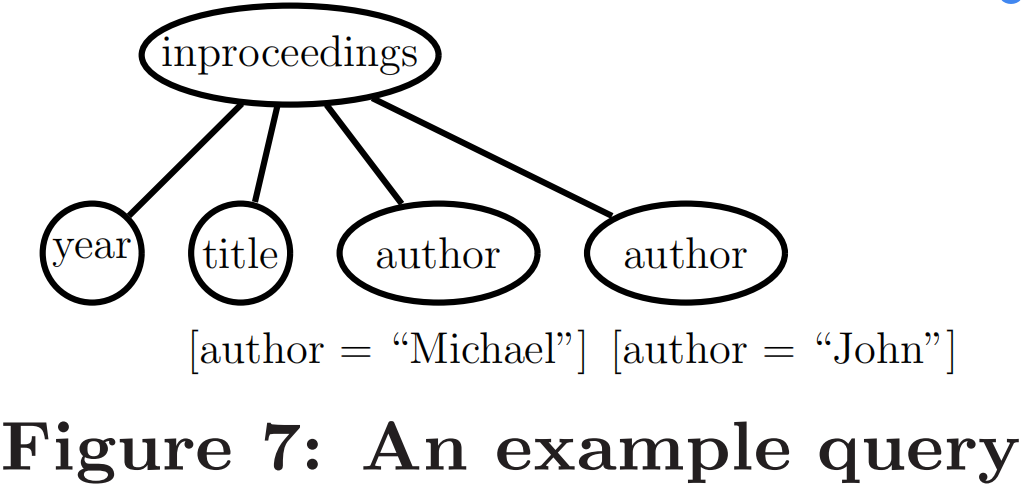 inproceedings
year title author author
[author = “Michael”] [author = “John”]
Figure 7: An example query